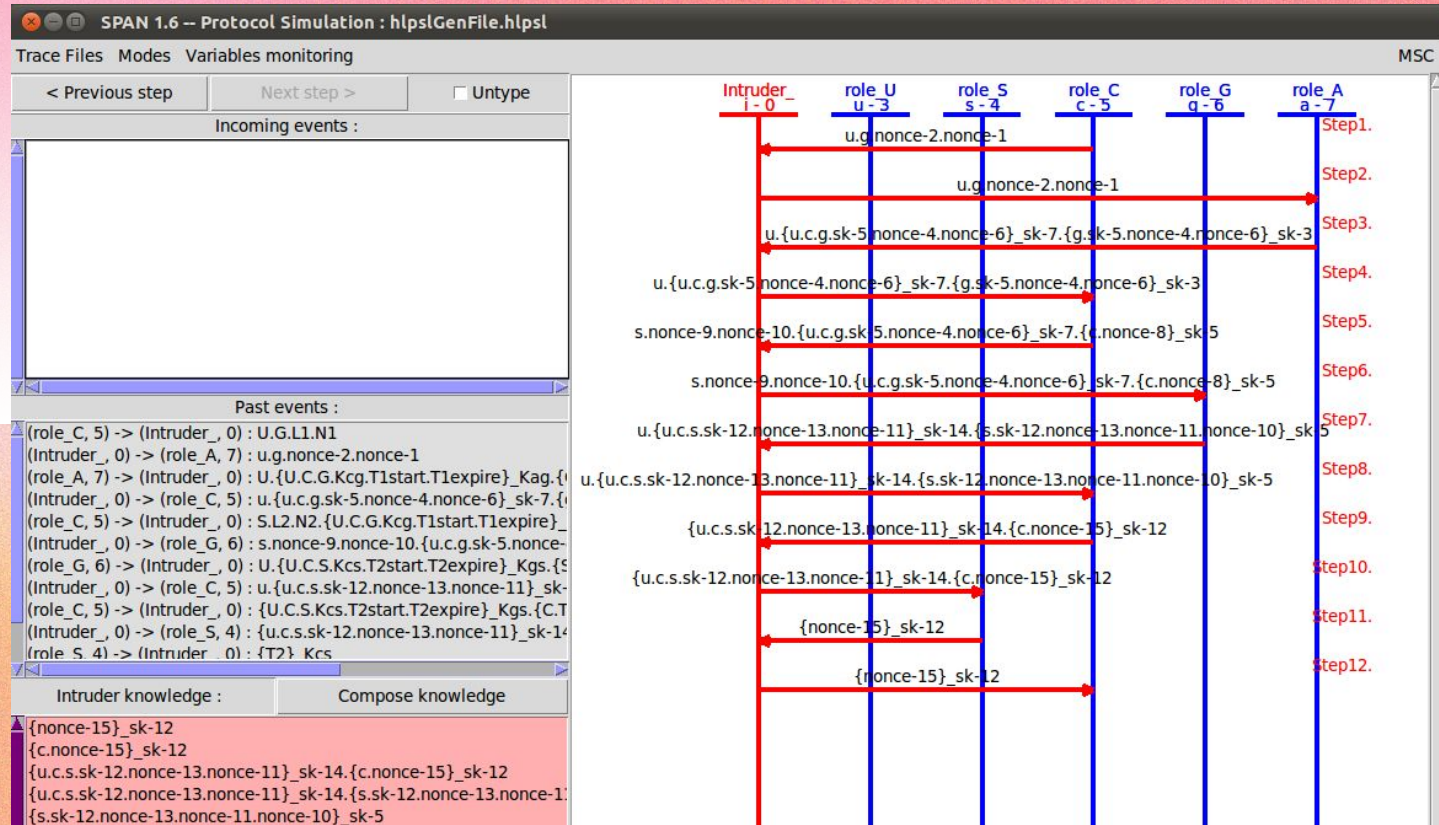 SPAN 1.6 -- Protocol Simulation : hlpslGenFile.hlpsl
Trace Files Modes Variables monitoring MSC
< Previous step Next step > Untype
Incoming events :
Past events :
(role_C, 5) -> (Intruder_, 0) : U.G.L1.N1
(Intruder_, 0) -> (role_A, 7) : u.g.nonce-2.nonce-1
(role_A, 7) -> (Intruder_, 0) : U.{U.C.G.Kcg.T1start.T1expire}_Kag.{
(Intruder_, 0) -> (role_C, 5) : u.{u.c.g.sk-5.nonce-4.nonce-6}_sk-7.{
(role_C, 5) -> (Intruder_, 0) : S.L2.N2.{U.C.G.Kcg.T1start.T1expire}_
(Intruder_, 0) -> (role_G, 6) : s.nonce-9.nonce-10.{u.c.g.sk-5.nonce-
(role_G, 6) -> (Intruder_, 0) : U.{U.C.S.Kcs.T2start.T2expire}_Kgs.{S
(Intruder_, 0) -> (role_C, 5) : u.{u.c.s.sk-12.nonce-13.nonce-11}_sk-
(role_C, 5) -> (Intruder_, 0) : {U.C.S.Kcs.T2start.T2expire}_Kgs.{C.T
(Intruder_, 0) -> (role_S, 4) : {u.c.s.sk-12.nonce-13.nonce-11}_sk-14
(role_S, 4) -> (Intruder_, 0) : {T2}_Kcs
Intruder knowledge : Compose knowledge
{nonce-15}_sk-12
{c.nonce-15}_sk-12
{u.c.s.sk-12.nonce-13.nonce-11}_sk-14.{c.nonce-15}_sk-12
{u.c.s.sk-12.nonce-13.nonce-11}_sk-14.{s.sk-12.nonce-13.nonce-1
{s.sk-12.nonce-13.nonce-11.nonce-10}_sk-5
Intruder_ role_U role_S role_C role_G role_A
i - 0 u - 3 s - 4 c - 5 g - 6 a - 7
Step1.
u.g.nonce-2.nonce-1
Step2.
u.g.nonce-2.nonce-1
Step3.
u.{u.c.g.sk-5.nonce-4.nonce-6}_sk-7.{g.sk-5.nonce-4.nonce-6}_sk-3
Step4.
u.{u.c.g.sk-5.nonce-4.nonce-6}_sk-7.{g.sk-5.nonce-4.nonce-6}_sk-3
Step5.
s.nonce-9.nonce-10.{u.c.g.sk-5.nonce-4.nonce-6}_sk-7.{c.nonce-8}_sk-5
Step6.
s.nonce-9.nonce-10.{u.c.g.sk-5.nonce-4.nonce-6}_sk-7.{c.nonce-8}_sk-5
Step7.
u.{u.c.s.sk-12.nonce-13.nonce-11}_sk-14.{s.sk-12.nonce-13.nonce-11.nonce-10}_sk-5
Step8.
u.{u.c.s.sk-12.nonce-13.nonce-11}_sk-14.{s.sk-12.nonce-13.nonce-11.nonce-10}_sk-5
Step9.
{u.c.s.sk-12.nonce-13.nonce-11}_sk-14.{c.nonce-15}_sk-12
Step10.
{u.c.s.sk-12.nonce-13.nonce-11}_sk-14.{c.nonce-15}_sk-12
Step11.
{nonce-15}_sk-12
Step12.
{nonce-15}_sk-12